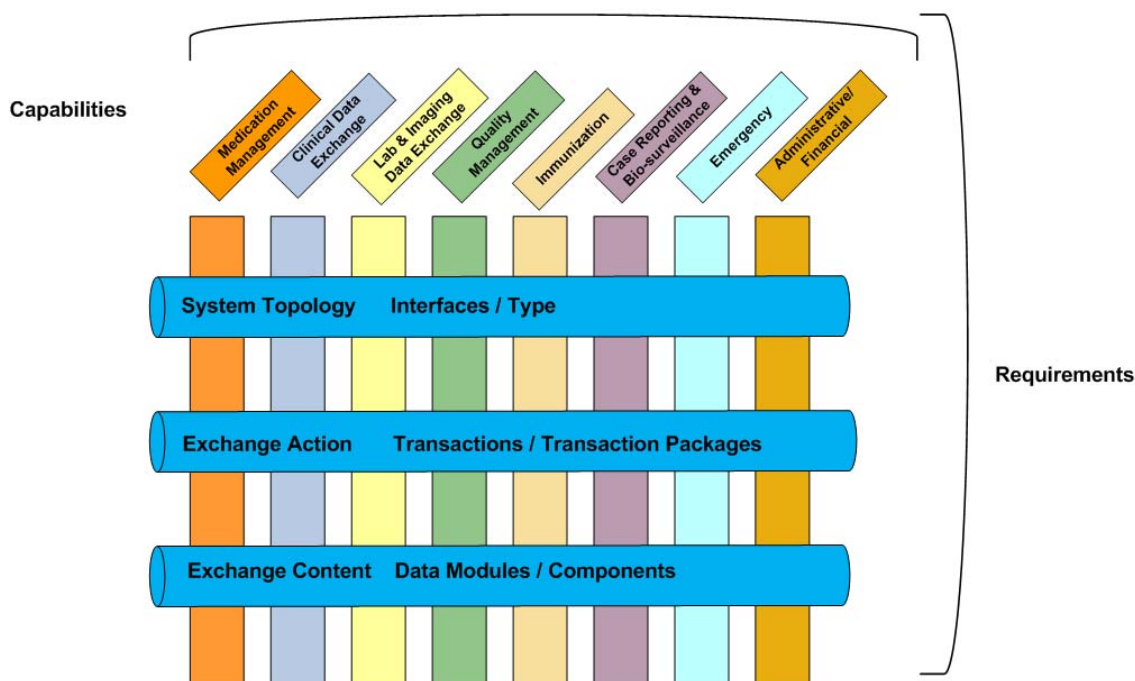 Capabilities
Medication
Management
Clinical Data
Exchange
Lab & Imaging
Data Exchange
Quality
Management
Immunization
Case Reporting &
Bio-surveillance
Emergency
Administrative/
Financial
System Topology Interfaces / Type
Requirements
Exchange Action Transactions / Transaction Packages
Exchange Content Data Modules / Components